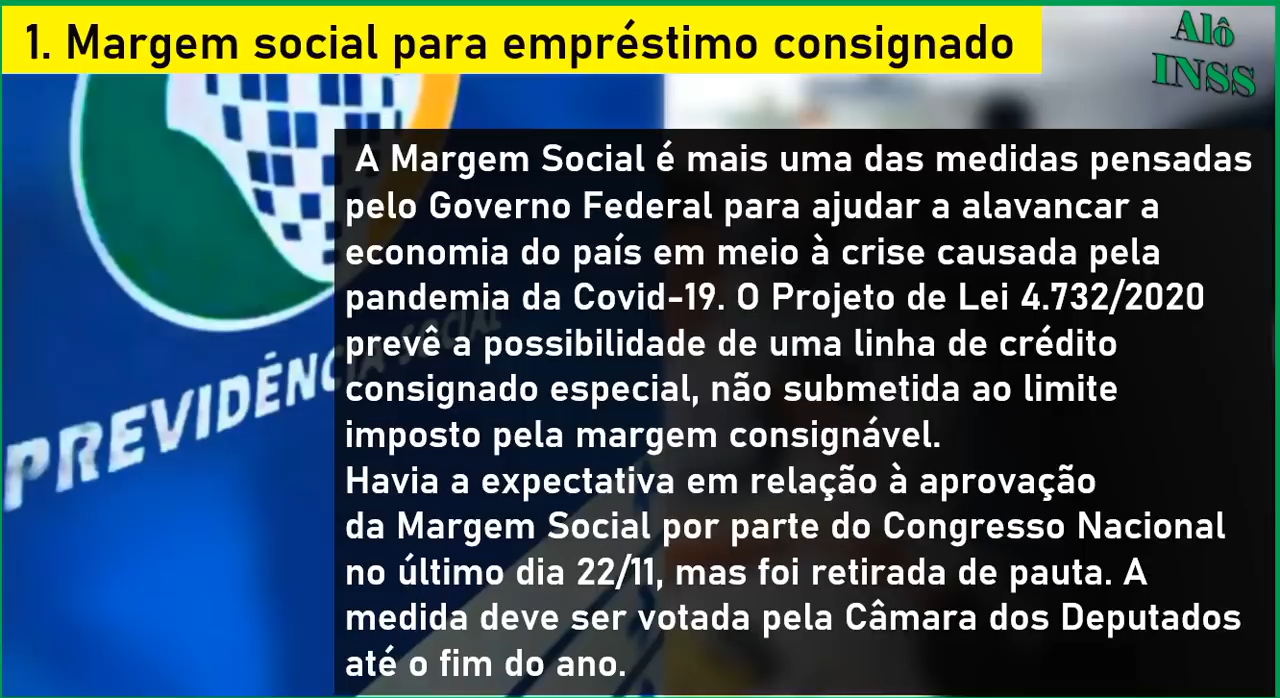 1. Margem social para empréstimo consignado
Alô
INSS
A Margem Social é mais uma das medidas pensadas
pelo Governo Federal para ajudar a alavancar a
economia do país em meio à crise causada pela
pandemia da Covid-19. O Projeto de Lei 4.732/2020
prevê a possibilidade de uma linha de crédito
consignado especial, não submetida ao limite
imposto pela margem consignável.
Havia a expectativa em relação à aprovação
da Margem Social por parte do Congresso Nacional
no último dia 22/11, mas foi retirada de pauta. A
medida deve ser votada pela Câmara dos Deputados
até o fim do ano.
PREVIDÊNCIA SOCIAL